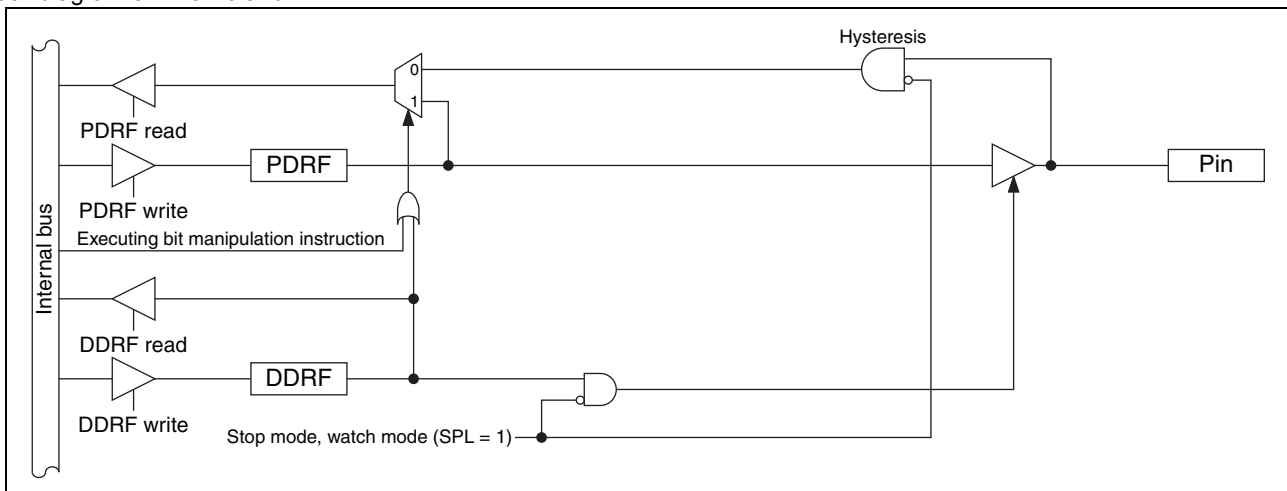 Hysteresis
0
1
PDRF read
PDRF
Pin
PDRF write
Executing bit manipulation instruction
Internal bus
DDRF read
DDRF
DDRF write
Stop mode, watch mode (SPL = 1)